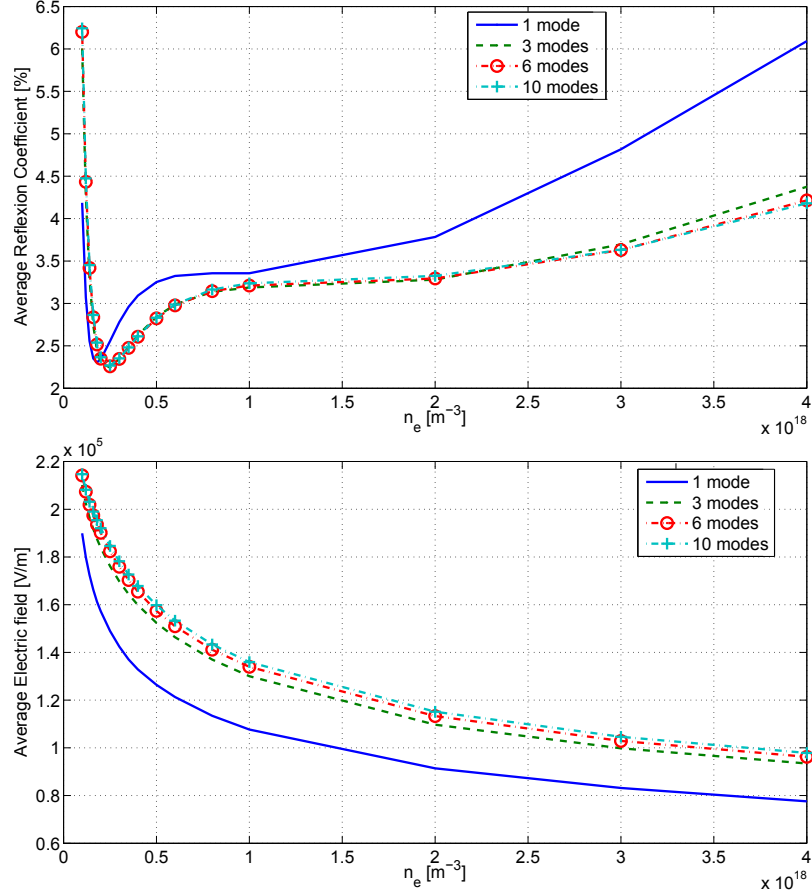 6.5
6
5.5
5
4.5
4
3.5
3
2.5
2
Average Reflexion Coefficient [%]
1 mode
3 modes
6 modes
10 modes
0 0.5 1 1.5 2 2.5 3 3.5 4
n_e [m^−3]
x 10^18
x 10^5
2.2
2
1.8
1.6
1.4
1.2
1
0.8
0.6
Average Electric field [V/m]
1 mode
3 modes
6 modes
10 modes
0 0.5 1 1.5 2 2.5 3 3.5 4
n_e [m^−3]
x 10^18